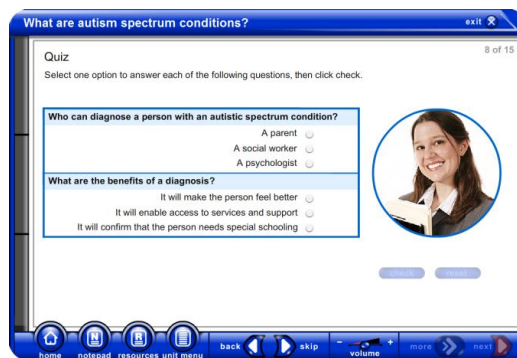 What are autism spectrum conditions?
exit
8 of 15
Quiz
Select one option to answer each of the following questions, then click check.
Who can diagnose a person with an autistic spectrum condition?
A parent
A social worker
A psychologist
What are the benefits of a diagnosis?
It will make the person feel better
It will enable access to services and support
It will confirm that the person needs special schooling
check
reset
N
R
home
notepad
resources
unit menu
back
skip
- +
volume
more
next